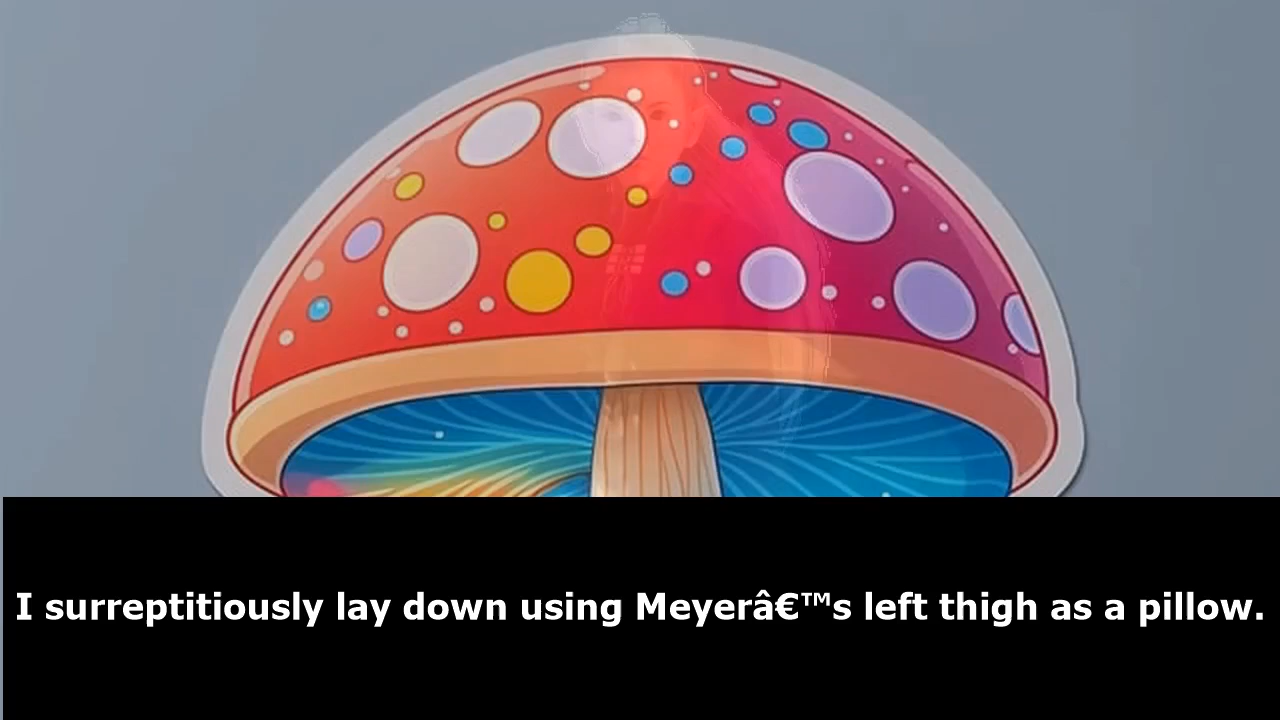 I surreptitiously lay down using Meyerâ€™s left thigh as a pillow.